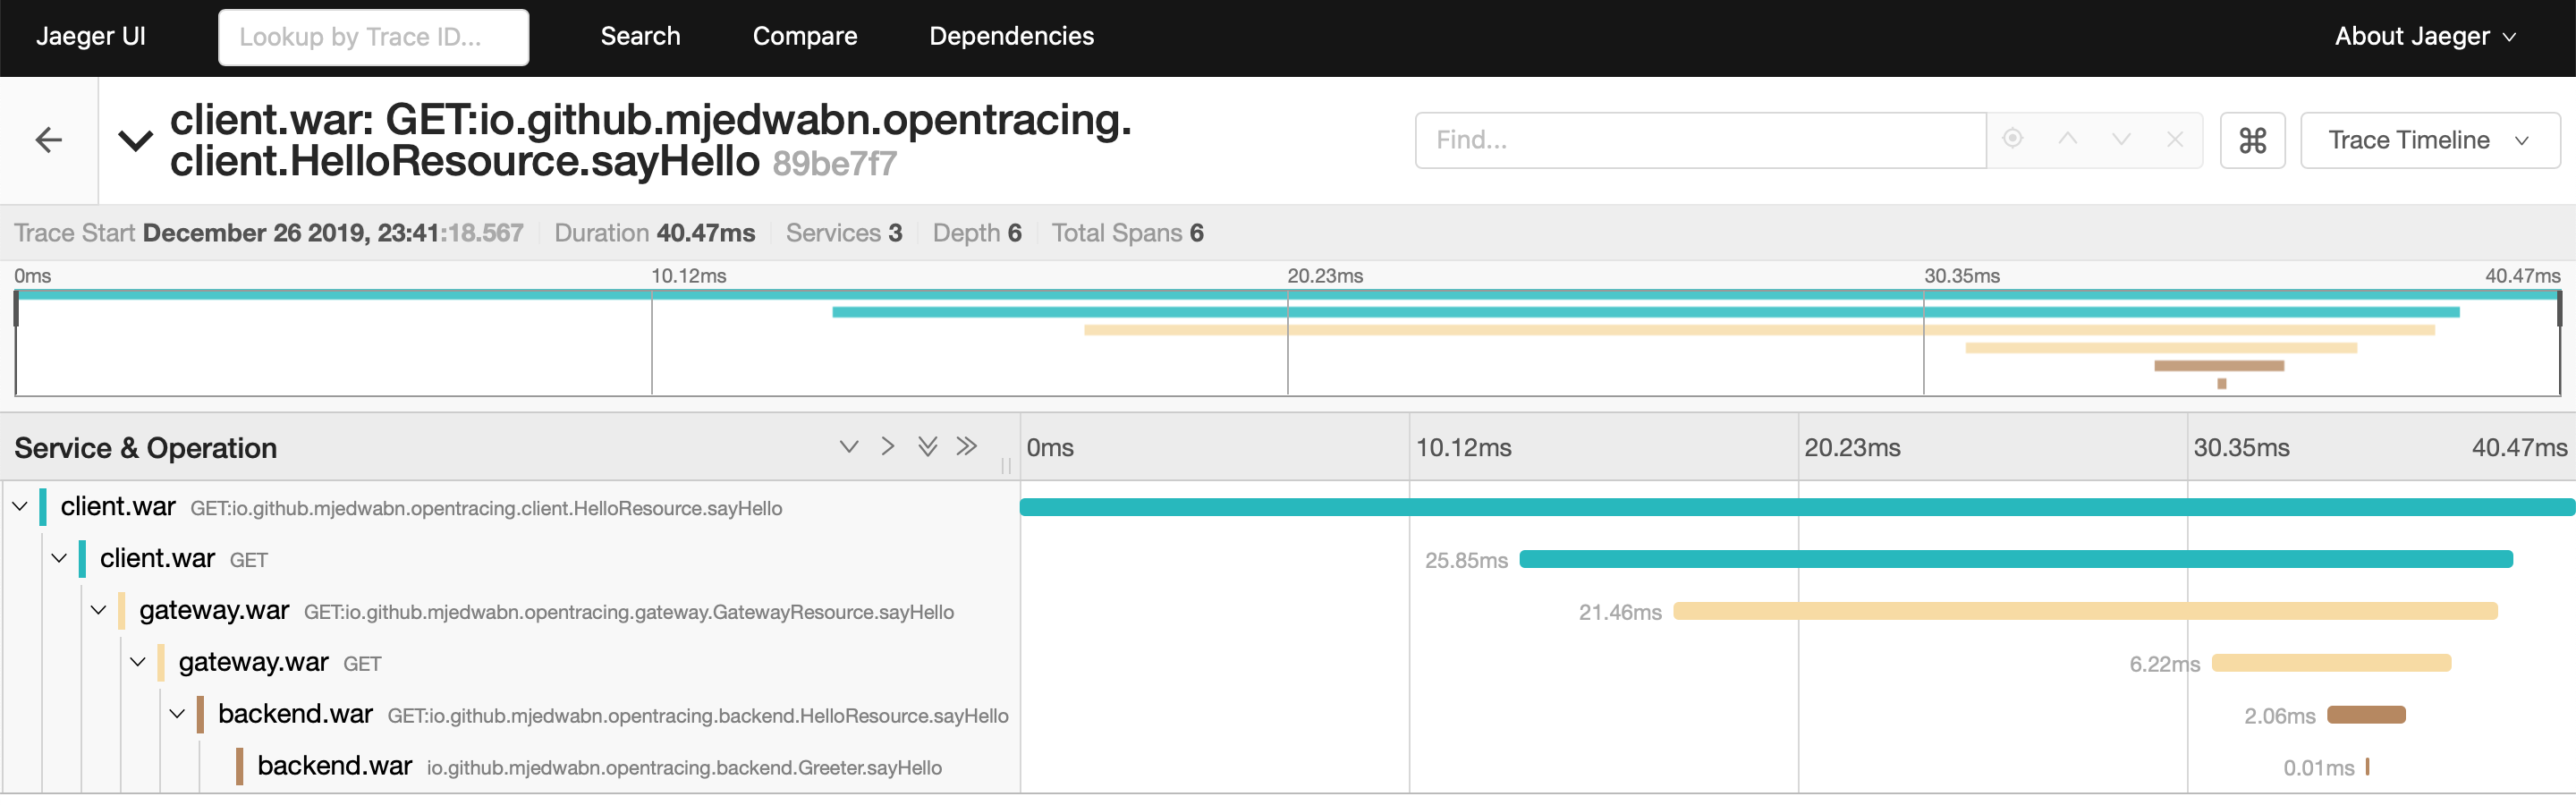 Jaeger UI Lookup by Trace ID... Search Compare Dependencies About Jaeger
client.war: GET:io.github.mjedwabn.opentracing.
client.HelloResource.sayHello 89be7f7
Find... ⌘ Trace Timeline
Trace Start December 26 2019, 23:41:18.567 Duration 40.47ms Services 3 Depth 6 Total Spans 6
0ms 10.12ms 20.23ms 30.35ms 40.47ms
Service & Operation 0ms 10.12ms 20.23ms 30.35ms 40.47ms
client.war GET:io.github.mjedwabn.opentracing.client.HelloResource.sayHello
client.war GET 25.85ms
gateway.war GET:io.github.mjedwabn.opentracing.gateway.GatewayResource.sayHello 21.46ms
gateway.war GET 6.22ms
backend.war GET:io.github.mjedwabn.opentracing.backend.HelloResource.sayHello 2.06ms
backend.war io.github.mjedwabn.opentracing.backend.Greeter.sayHello 0.01ms